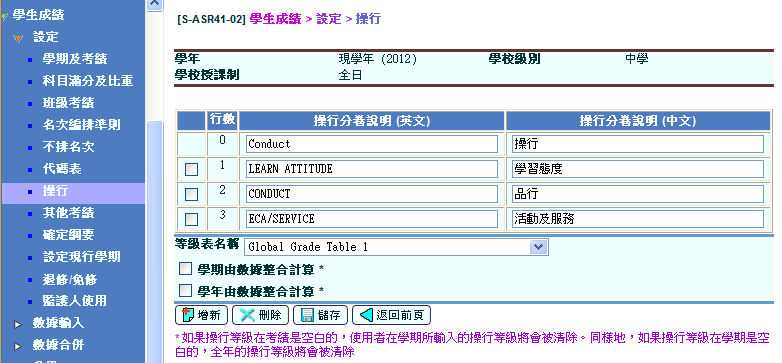 學生成績
設定
學期及考績
科目滿分及比重
班級考績
名次編排準則
不排名次
代碼表
操行
其他考績
確定綱要
設定現行學期
退修/免修
監護人使用
數據輸入
數據合併
[S-ASR41-02] 學生成績 > 設定 > 操行
學年 現學年 (2012) 學校級別 中學
學校授課制 全日
行數 操行分卷說明 (英文) 操行分卷說明 (中文)
0 Conduct 操行
1 LEARN ATTITUDE 學習態度
2 CONDUCT 品行
3 ECA/SERVICE 活動及服務
等級表名稱 Global Grade Table 1
學期由數據整合計算 *
學年由數據整合計算 *
增新 刪除 儲存 返回前頁
* 如果操行等級在考績是空白的，使用者在學期所輸入的操行等級將會被清除。同樣地，如果操行等級在學期是空
白的，全年的操行等級將會被清除